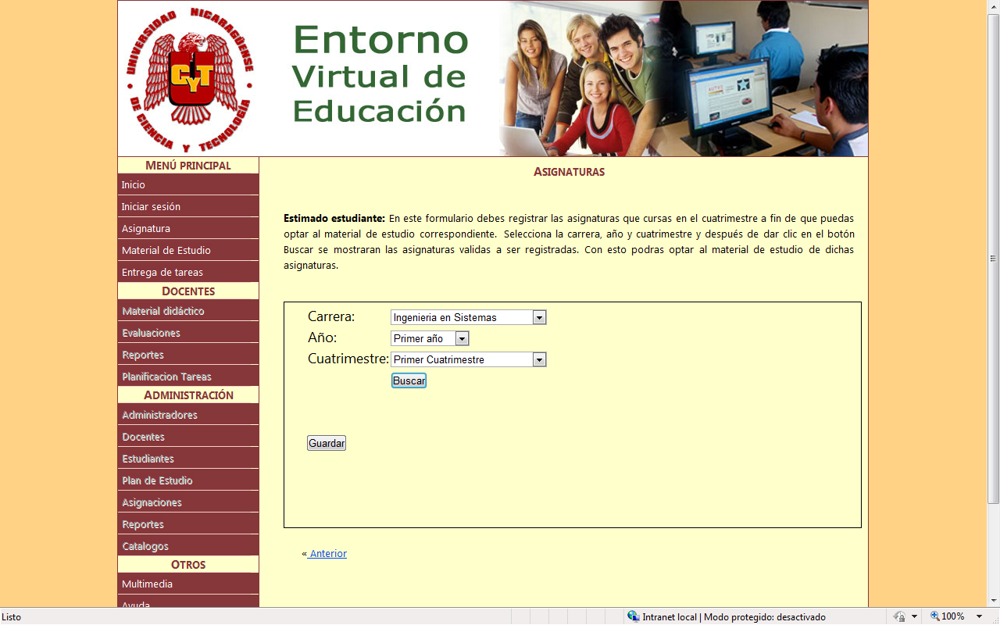 UNIVERSIDAD NICARAGÜENSE
DE CIENCIA Y TECNOLOGÍA
CYT
Entorno
Virtual de
Educación
MENÚ PRINCIPAL
Inicio
Iniciar sesión
Asignatura
Material de Estudio
Entrega de tareas
DOCENTES
Material didáctico
Evaluaciones
Reportes
Planificacion Tareas
ADMINISTRACIÓN
Administradores
Docentes
Estudiantes
Plan de Estudio
Asignaciones
Reportes
Catalogos
OTROS
Multimedia
Ayuda
ASIGNATURAS
Estimado estudiante: En este formulario debes registrar las asignaturas que cursas en el cuatrimestre a fin de que puedas
optar al material de estudio correspondiente. Selecciona la carrera, año y cuatrimestre y después de dar clic en el botón
Buscar se mostraran las asignaturas validas a ser registradas. Con esto podras optar al material de estudio de dichas
asignaturas.
Carrera: Ingenieria en Sistemas
Año: Primer año
Cuatrimestre: Primer Cuatrimestre
Buscar
Guardar
« Anterior
Listo
Intranet local | Modo protegido: desactivado
100%